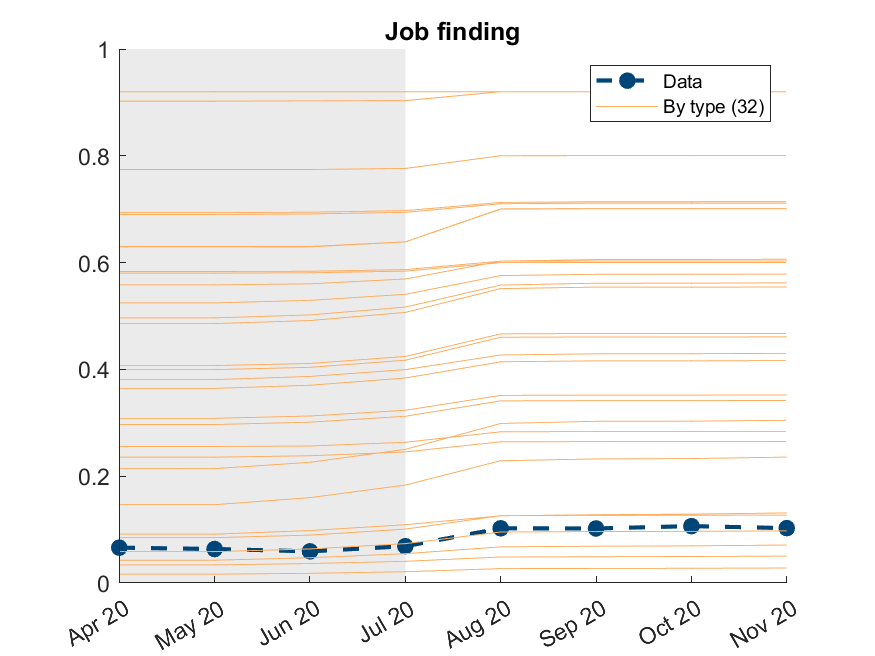 Job finding
Data
By type (32)
1
0.8
0.6
0.4
0.2
0
Apr 20
May 20
Jun 20
Jul 20
Aug 20
Sep 20
Oct 20
Nov 20